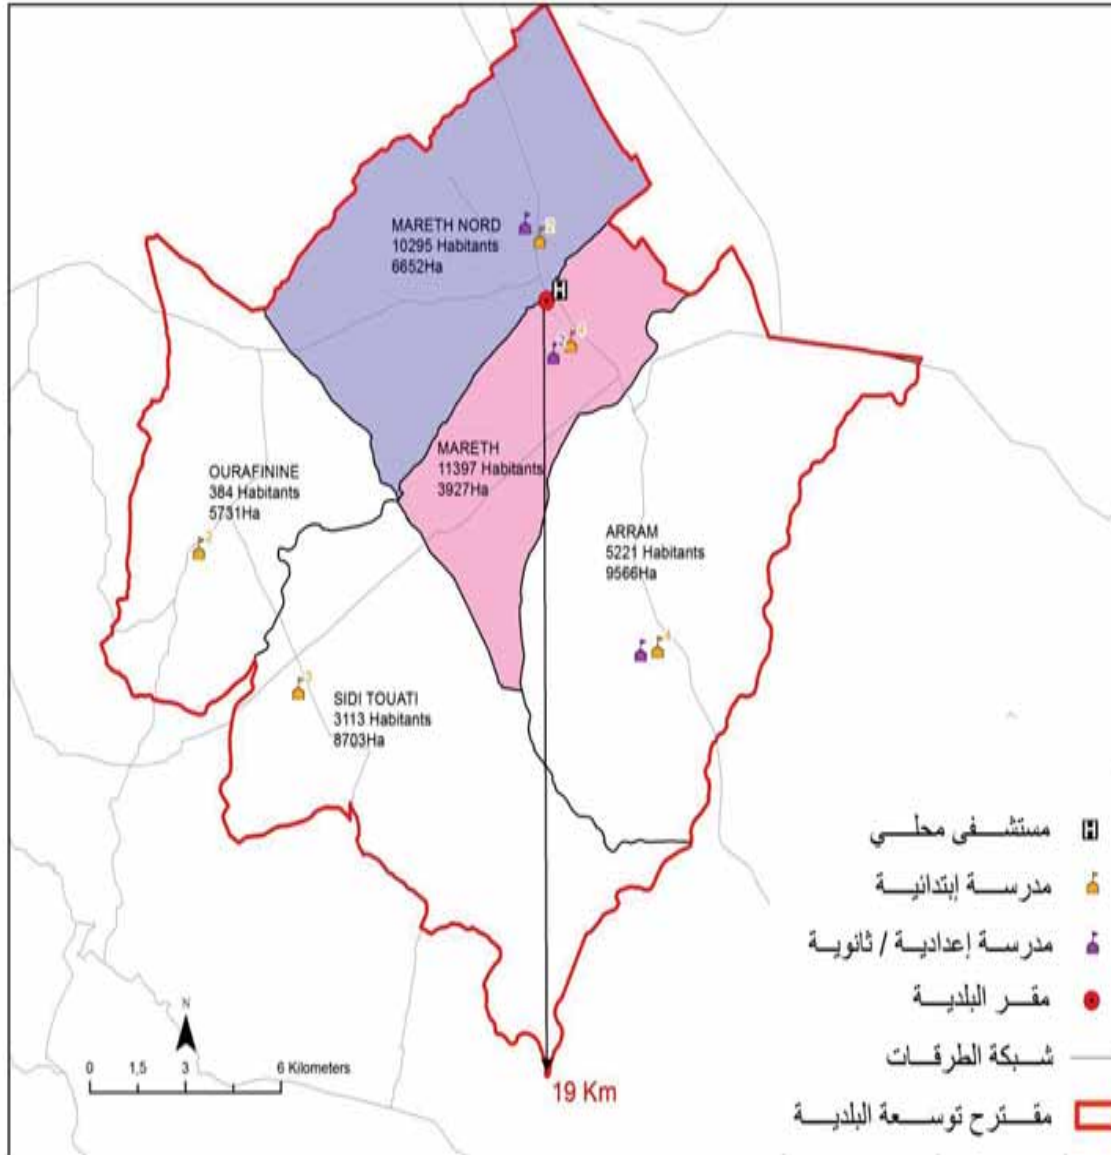 MARETH NORD
10295 Habitants
6652Ha
MARETH
11397 Habitants
3927Ha
OURAFININE
384 Habitants
5731Ha
ARRAM
5221 Habitants
9566Ha
SIDI TOUATI
3113 Habitants
8703Ha
مستشفى محلي
مدرسة إبتدائية
مدرسة إعدادية / ثانوية
مقر البلدية
شبكة الطرقات
مقترح توسعة البلدية
N
0 1,5 3 6 Kilometers
19 Km